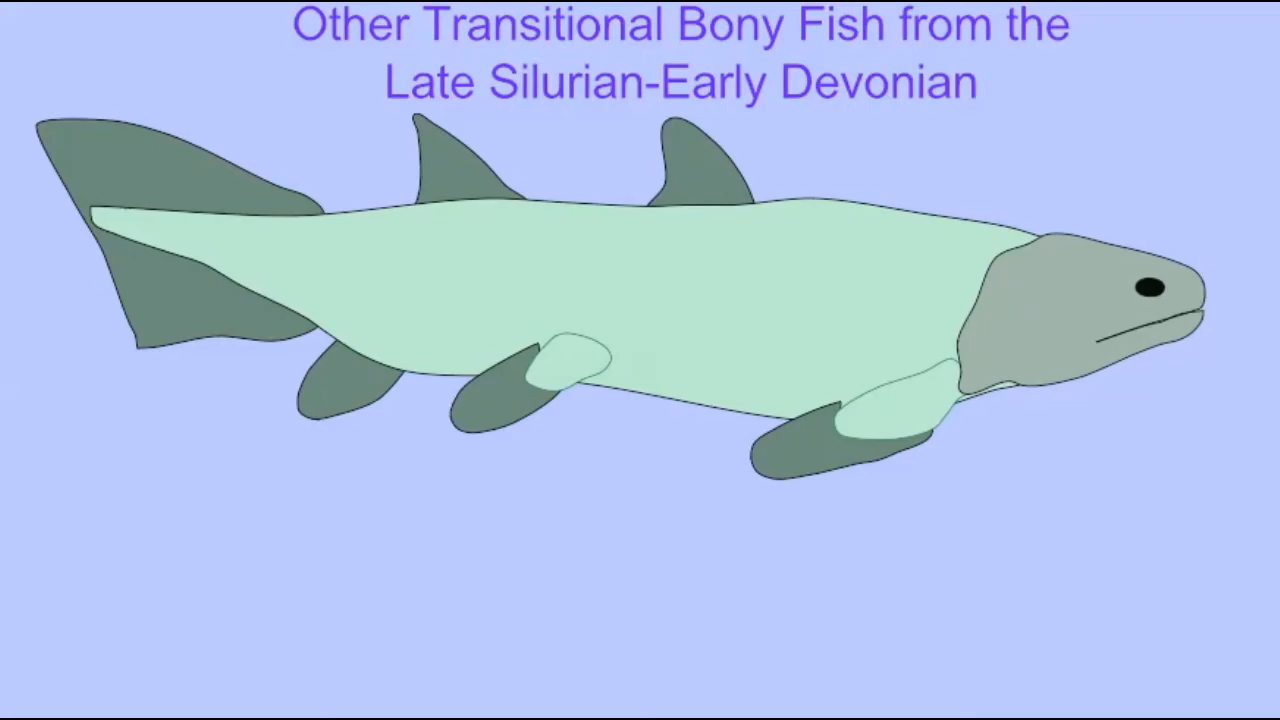 Other Transitional Bony Fish from the
Late Silurian-Early Devonian